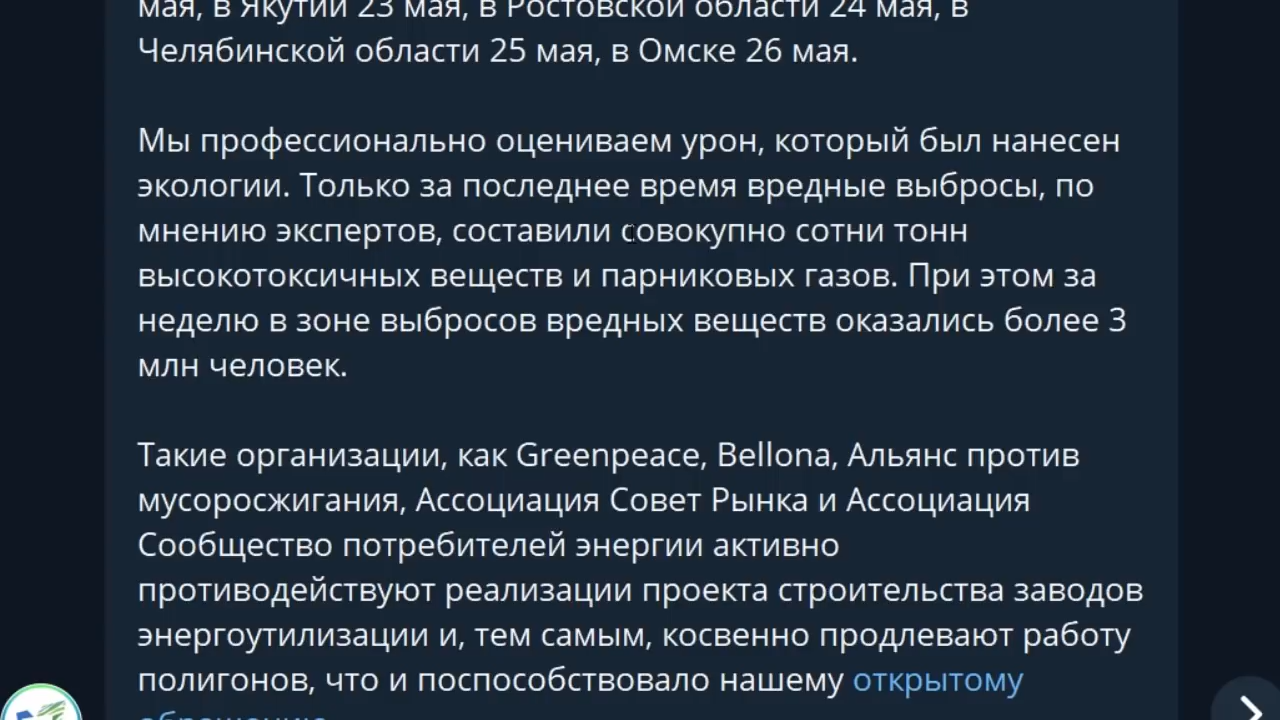 мая, в Якутии 23 мая, в Ростовской области 24 мая, в
Челябинской области 25 мая, в Омске 26 мая.
Мы профессионально оцениваем урон, который был нанесен
экологии. Только за последнее время вредные выбросы, по
мнению экспертов, составили совокупно сотни тонн
высокотоксичных веществ и парниковых газов. При этом за
неделю в зоне выбросов вредных веществ оказались более 3
млн человек.
Такие организации, как Greenpeace, Bellona, Альянс против
мусоросжигания, Ассоциация Совет Рынка и Ассоциация
Сообщество потребителей энергии активно
противодействуют реализации проекта строительства заводов
энергоутилизации и, тем самым, косвенно продлевают работу
полигонов, что и поспособствовало нашему открытому
обращению